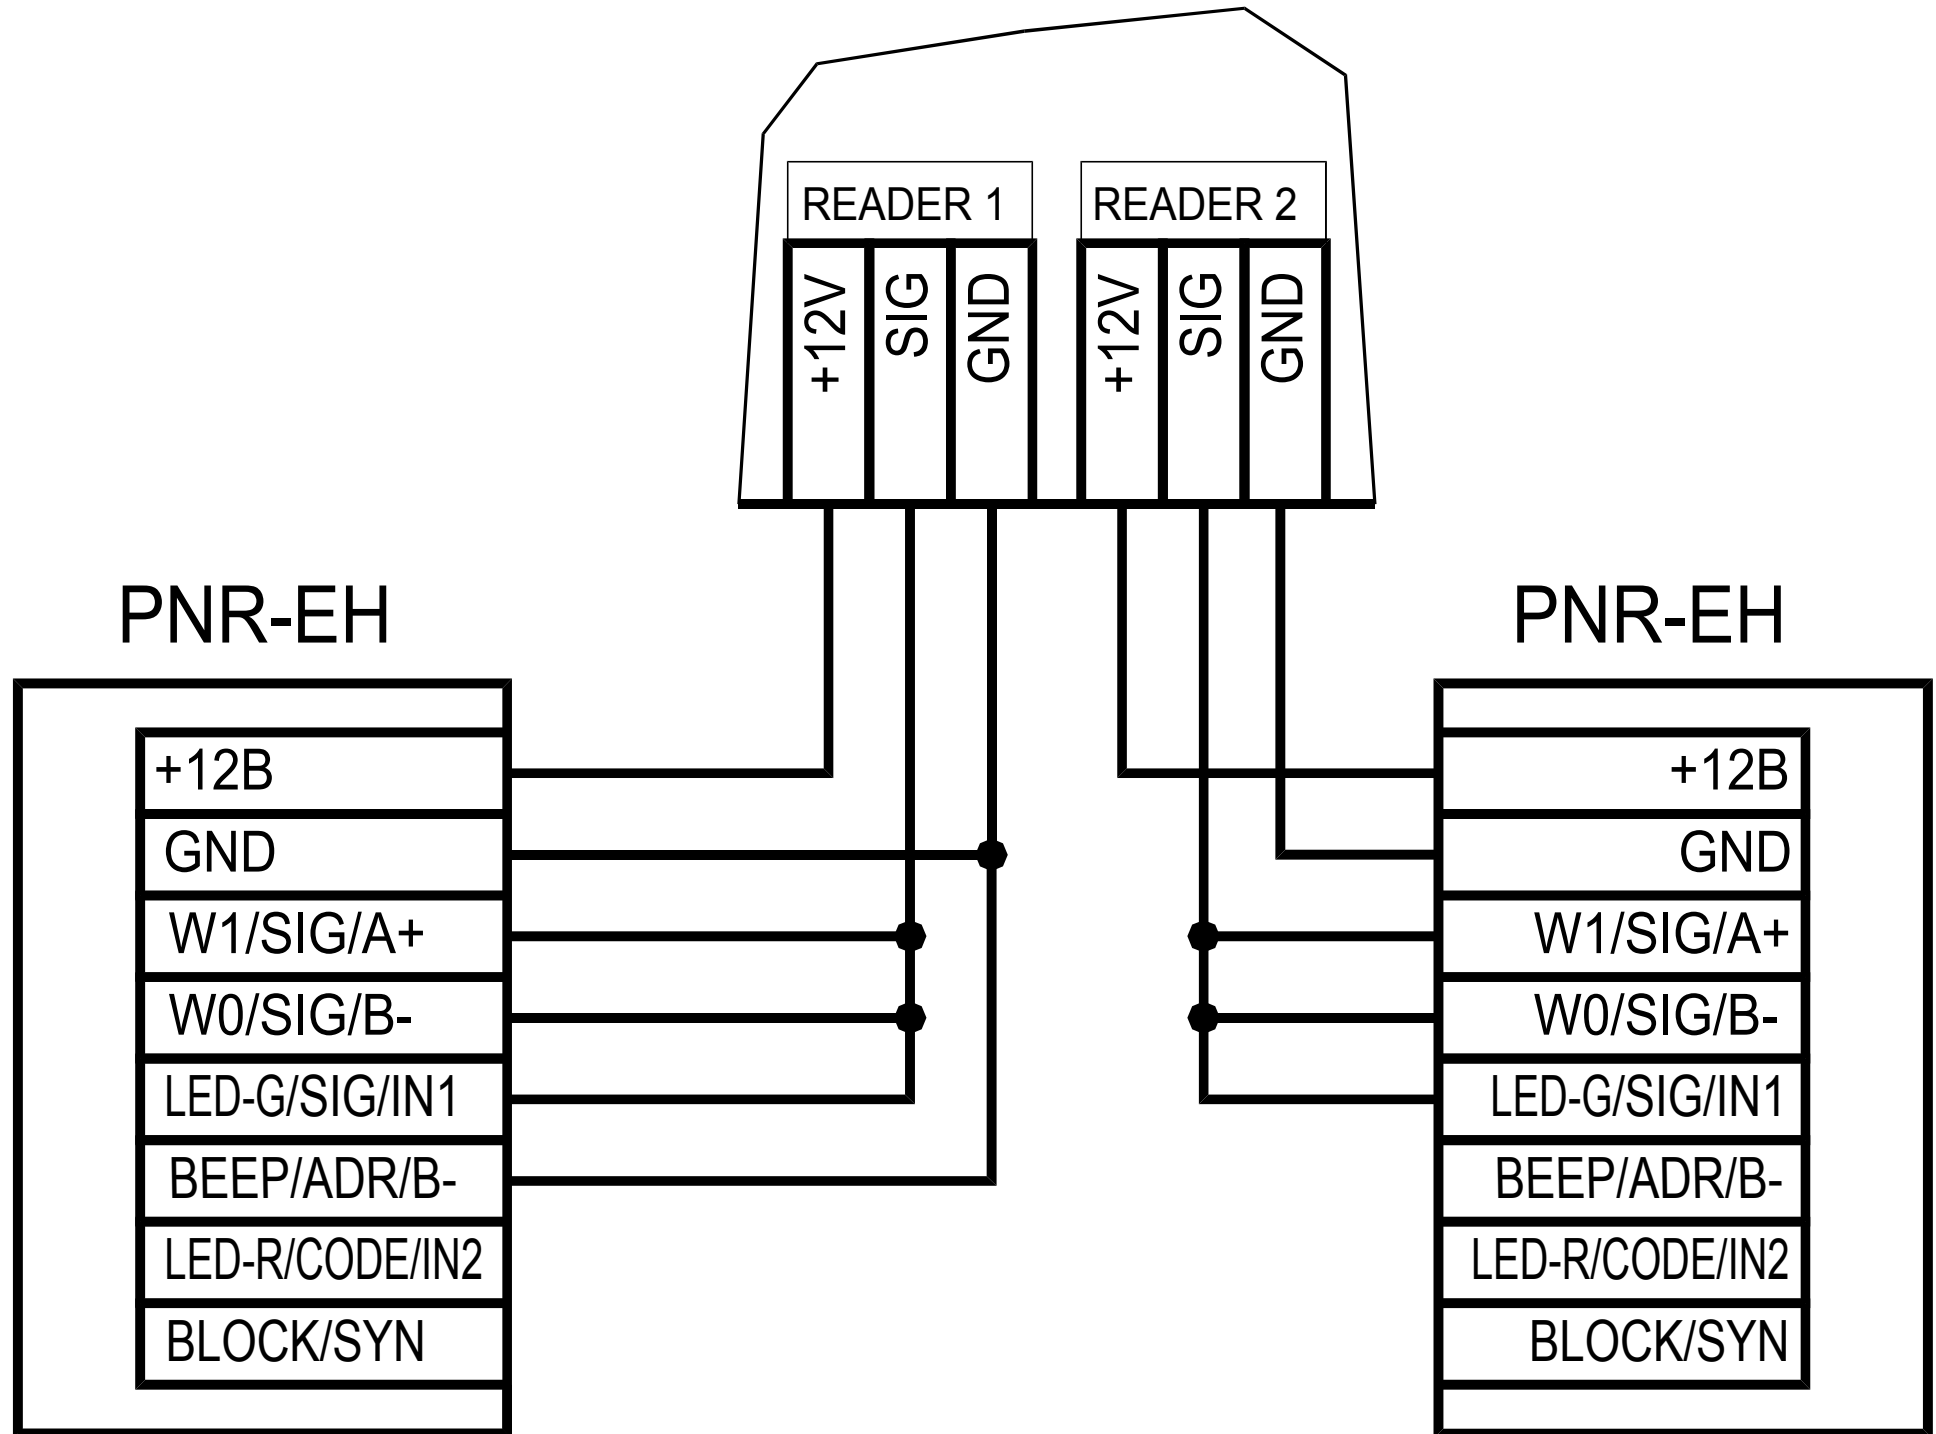 READER 1
READER 2
+12V
SIG
GND
+12V
SIG
GND
PNR-EH
+12B
GND
W1/SIG/A+
W0/SIG/B-
LED-G/SIG/IN1
BEEP/ADR/B-
LED-R/CODE/IN2
BLOCK/SYN
PNR-EH
+12B
GND
W1/SIG/A+
W0/SIG/B-
LED-G/SIG/IN1
BEEP/ADR/B-
LED-R/CODE/IN2
BLOCK/SYN